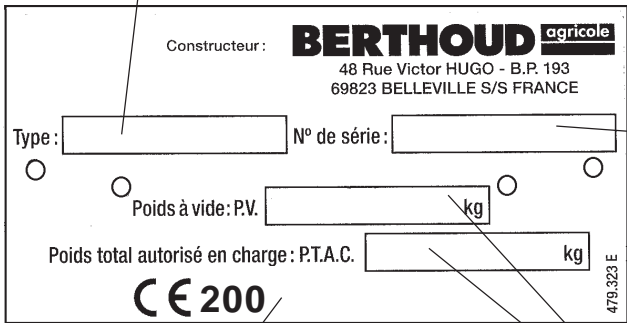 Constructeur : BERTHOUD agricole
48 Rue Victor HUGO - B.P. 193
69823 BELLEVILLE S/S FRANCE
Type : N° de série :
Poids à vide : P.V. kg
Poids total autorisé en charge : P.T.A.C. kg
CE 200
479.323 E